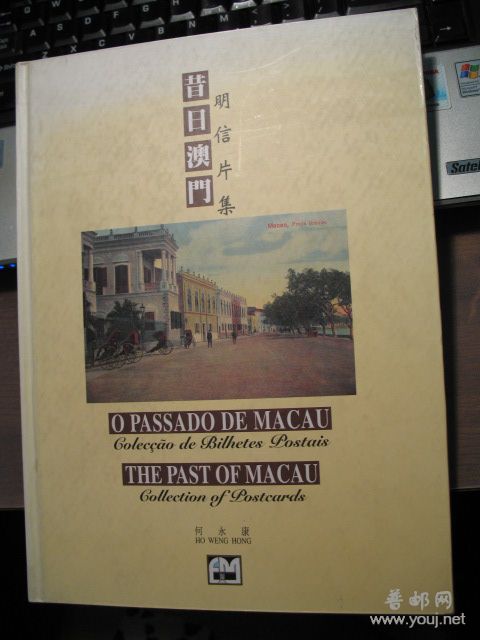 昔日澳門
明信片集
Macau, Praia Grande
O PASSADO DE MACAU
Colecção de Bilhetes Postais
THE PAST OF MACAU
Collection of Postcards
何永康
HO WENG HONG
Satell
普邮网
www.youj.net